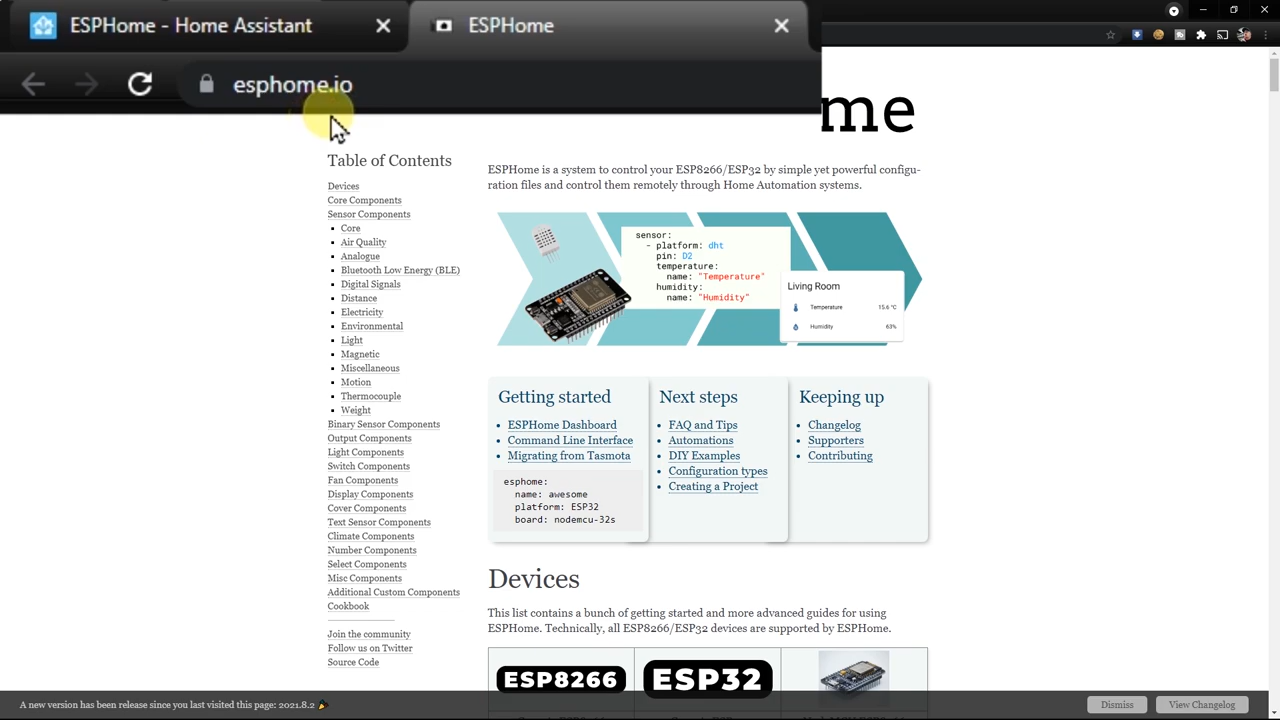 ESPHome - Home Assistant
ESPHome
esphome.io
me
Table of Contents
Devices
Core Components
Sensor Components
Core
Air Quality
Analogue
Bluetooth Low Energy (BLE)
Digital Signals
Distance
Electricity
Environmental
Light
Magnetic
Miscellaneous
Motion
Thermocouple
Weight
Binary Sensor Components
Output Components
Light Components
Switch Components
Fan Components
Display Components
Cover Components
Text Sensor Components
Climate Components
Number Components
Select Components
Misc Components
Additional Custom Components
Cookbook
Join the community
Follow us on Twitter
Source Code
ESPHome is a system to control your ESP8266/ESP32 by simple yet powerful configu-
ration files and control them remotely through Home Automation systems.
sensor:
- platform: dht
pin: D2
temperature:
name: "Temperature"
humidity:
name: "Humidity"
Living Room
Temperature 15.6 °C
Humidity 63%
Getting started
ESPHome Dashboard
Command Line Interface
Migrating from Tasmota
esphome:
name: awesome
platform: ESP32
board: nodemcu-32s
Next steps
FAQ and Tips
Automations
DIY Examples
Configuration types
Creating a Project
Keeping up
Changelog
Supporters
Contributing
Devices
This list contains a bunch of getting started and more advanced guides for using
ESPHome. Technically, all ESP8266/ESP32 devices are supported by ESPHome.
ESP8266
ESP32
A new version has been release since you last visited this page: 2021.8.2 🎉
Dismiss
View Changelog